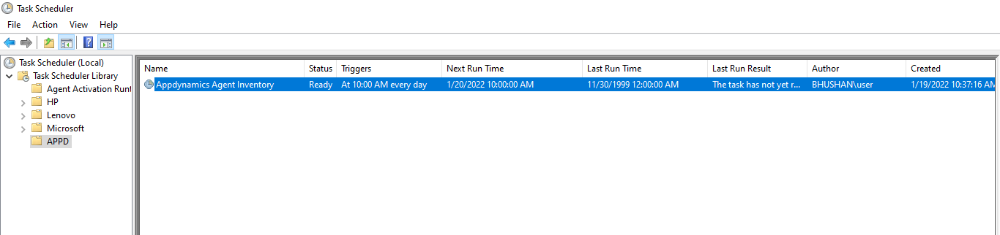 Task Scheduler
File Action View Help
Task Scheduler (Local)
Task Scheduler Library
Agent Activation Runt
HP
Lenovo
Microsoft
APPD
Name Status Triggers Next Run Time Last Run Time Last Run Result Author Created
Appdynamics Agent Inventory Ready At 10:00 AM every day 1/20/2022 10:00:00 AM 11/30/1999 12:00:00 AM The task has not yet r... BHUSHAN\user 1/19/2022 10:37:16 AM